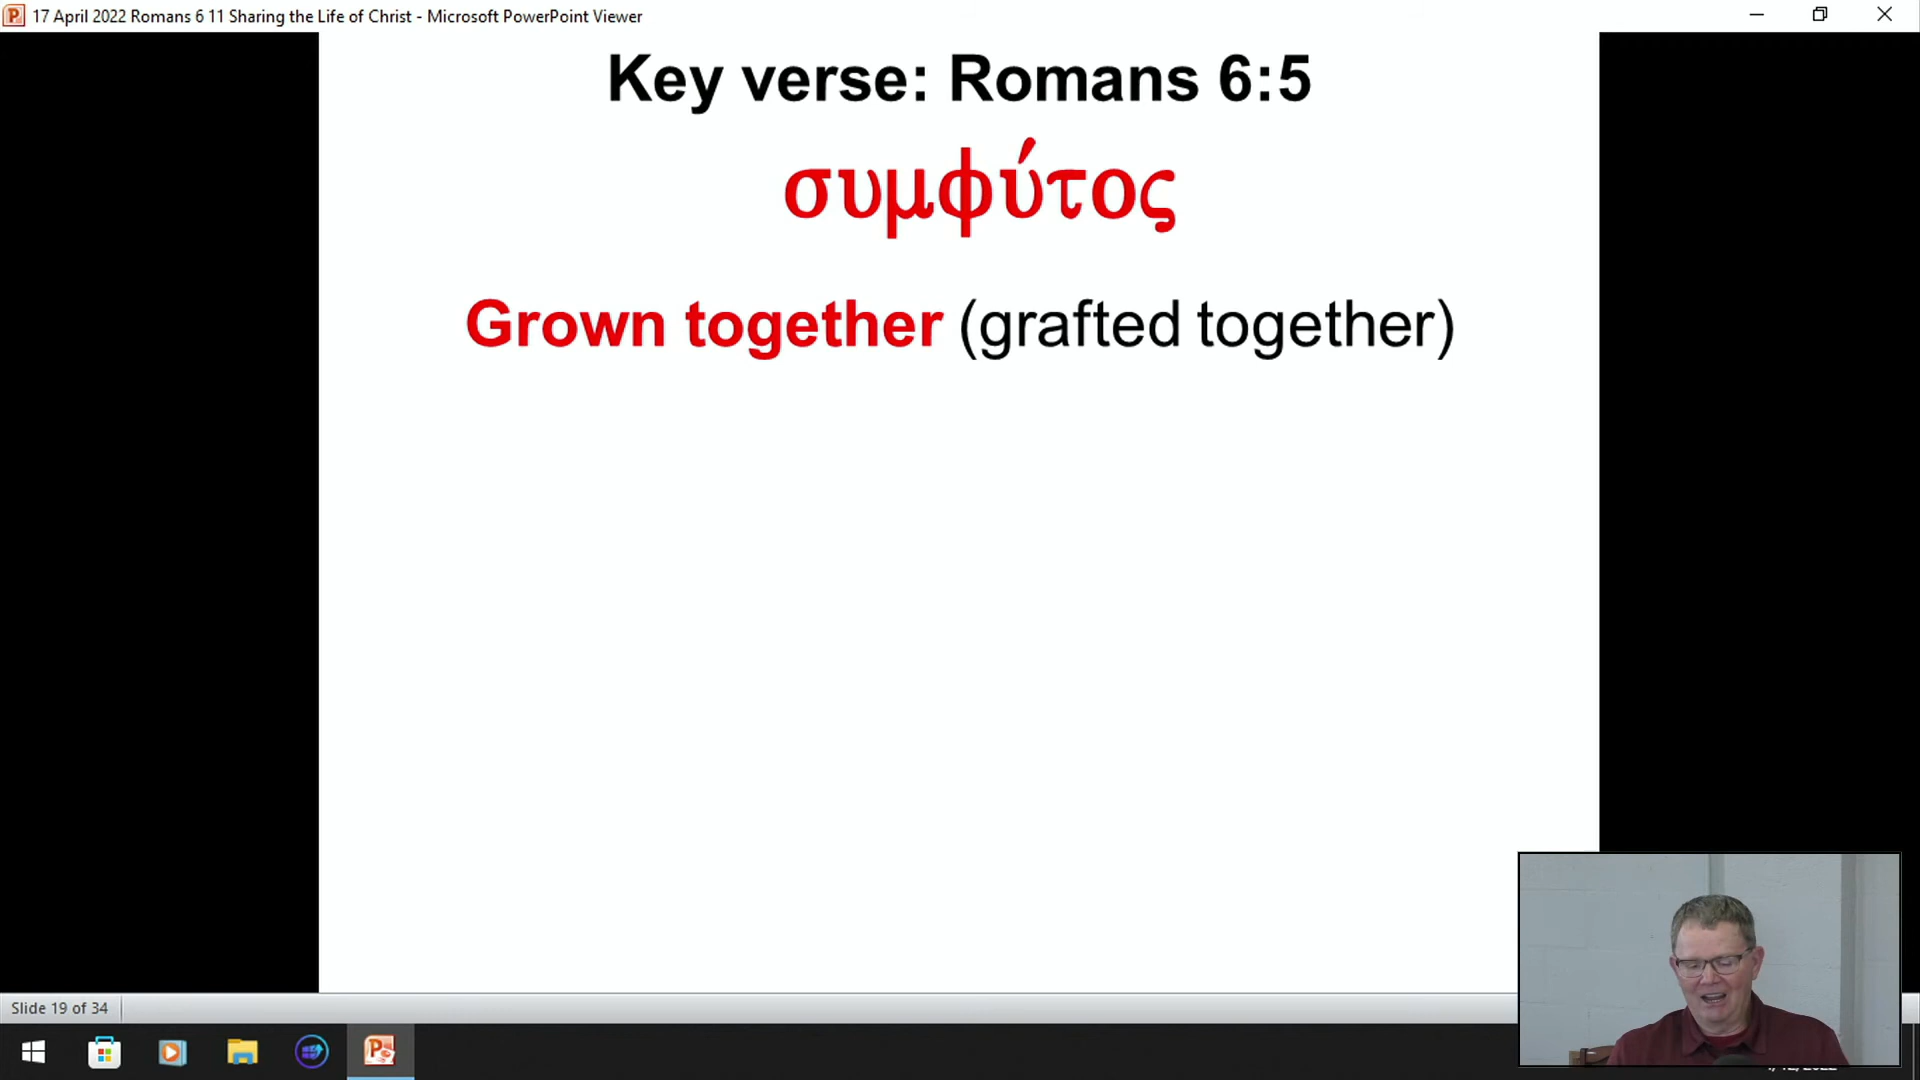 17 April 2022 Romans 6 11 Sharing the Life of Christ - Microsoft PowerPoint Viewer
Key verse: Romans 6:5
συμφύτος
Grown together (grafted together)
Slide 19 of 34